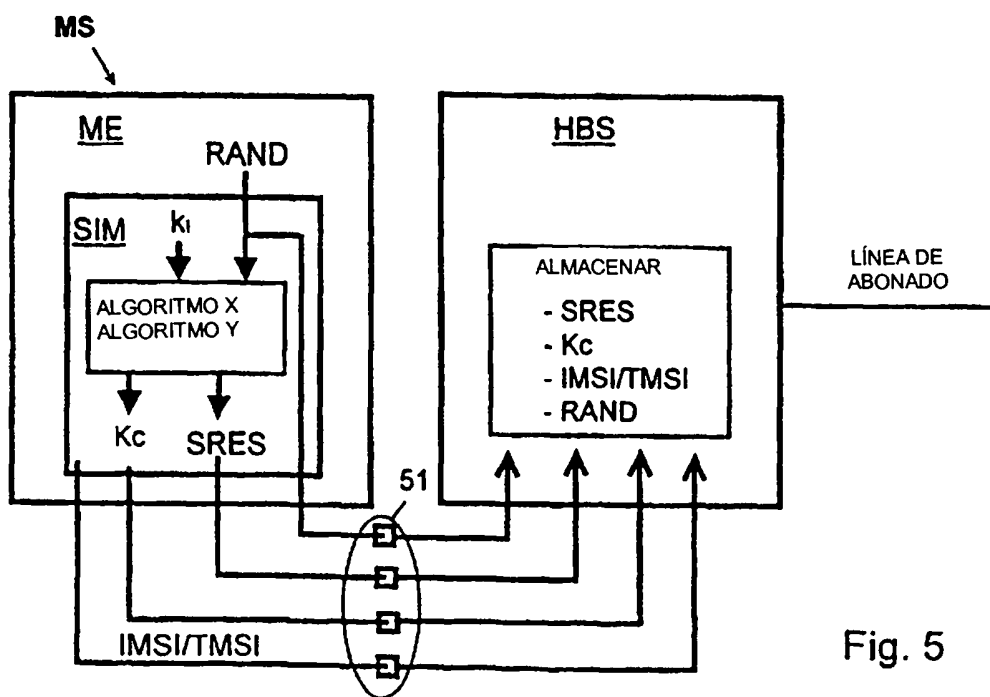 MS
ME
RAND
SIM
kı
ALGORITMO X
ALGORITMO Y
Kc
SRES
IMSI/TMSI
51
HBS
ALMACENAR
- SRES
- Kc
- IMSI/TMSI
- RAND
LÍNEA DE
ABONADO
Fig. 5